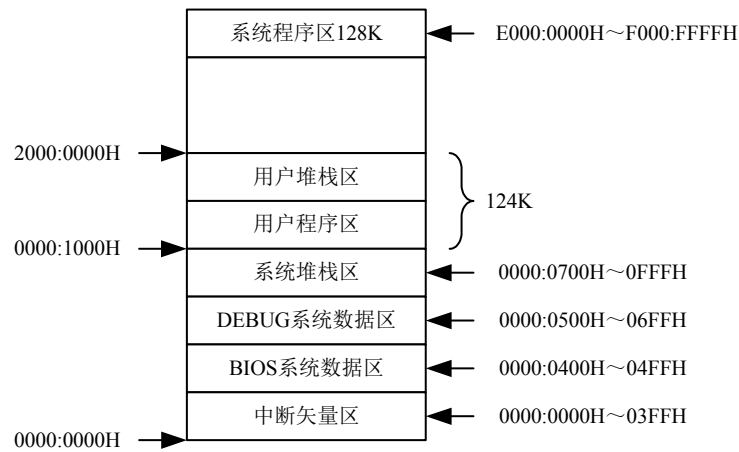 系统程序区128K
E000:0000H～F000:FFFFH
2000:0000H
用户堆栈区
124K
用户程序区
0000:1000H
系统堆栈区
0000:0700H～0FFFH
DEBUG系统数据区
0000:0500H～06FFH
BIOS系统数据区
0000:0400H～04FFH
中断矢量区
0000:0000H～03FFH
0000:0000H